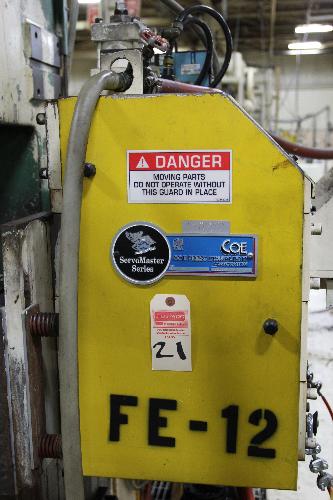 DANGER
MOVING PARTS
DO NOT OPERATE WITHOUT
THIS GUARD IN PLACE
COE
ServoMaster
Series
21
FE-12